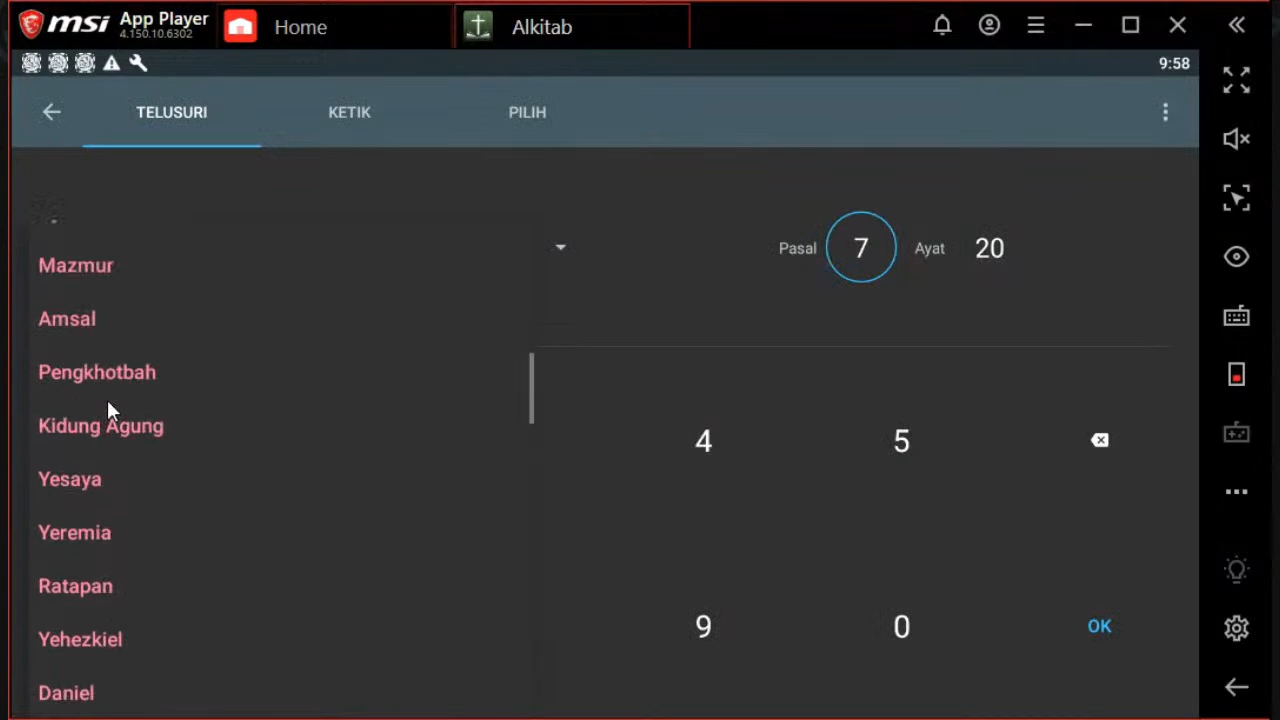 msi App Player
4.150.10.6302
Home
Alkitab
9:58
TELUSURI
KETIK
PILIH
Pasal 7 Ayat 20
Mazmur
Amsal
Pengkhotbah
Kidung Agung
Yesaya
Yeremia
Ratapan
Yehezkiel
Daniel
4 5
9 0 OK